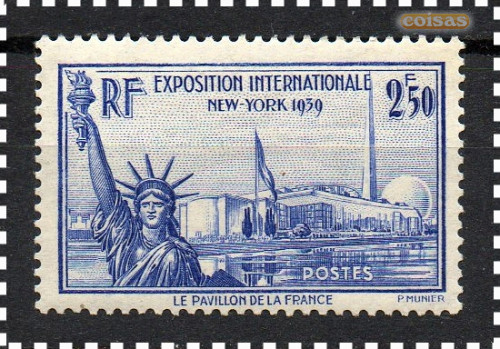 coisas
RF EXPOSITION INTERNATIONALE 2F50
NEW-YORK 1939
POSTES
LE PAVILLON DE LA FRANCE
P. MUNIER